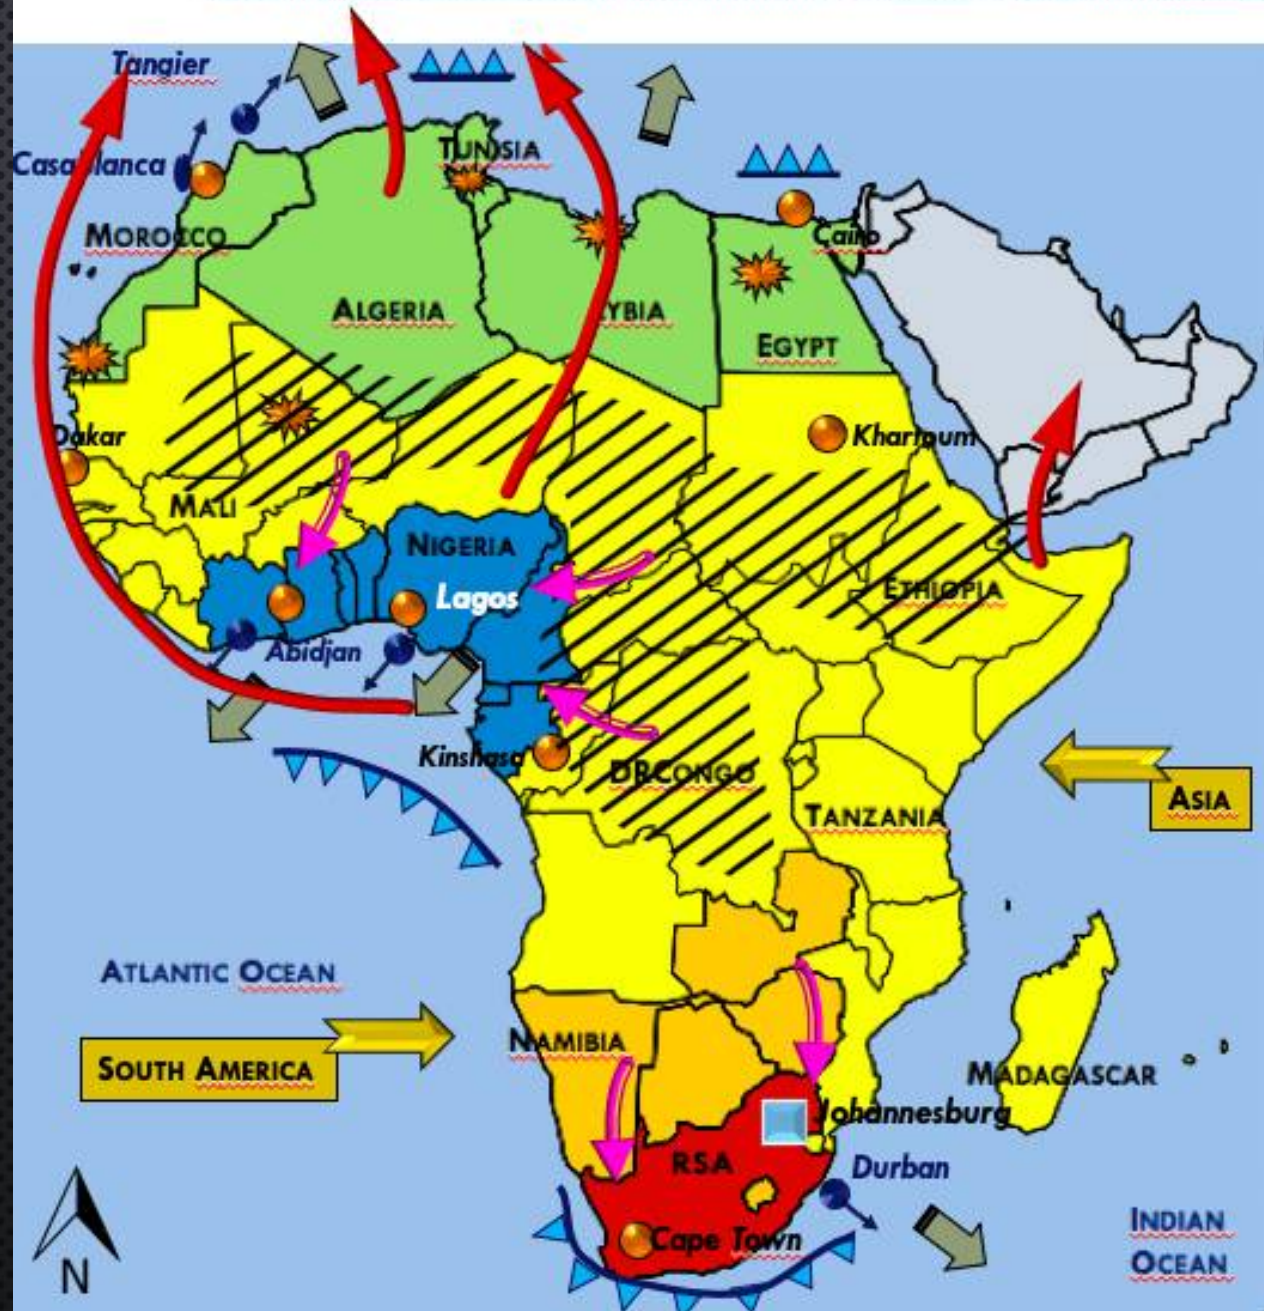 Tangier
Casablanca
TUNISIA
MOROCCO
Cairo
ALGERIA
LYBIA
EGYPT
Dakar
Khartoum
MALI
NIGERIA
Lagos
ETHIOPIA
Abidjan
Kinshasa
DRCONGO
ASIA
TANZANIA
ATLANTIC OCEAN
NAMIBIA
SOUTH AMERICA
MADAGASCAR
Johannesburg
RSA
Durban
Cape Town
INDIAN
OCEAN
N